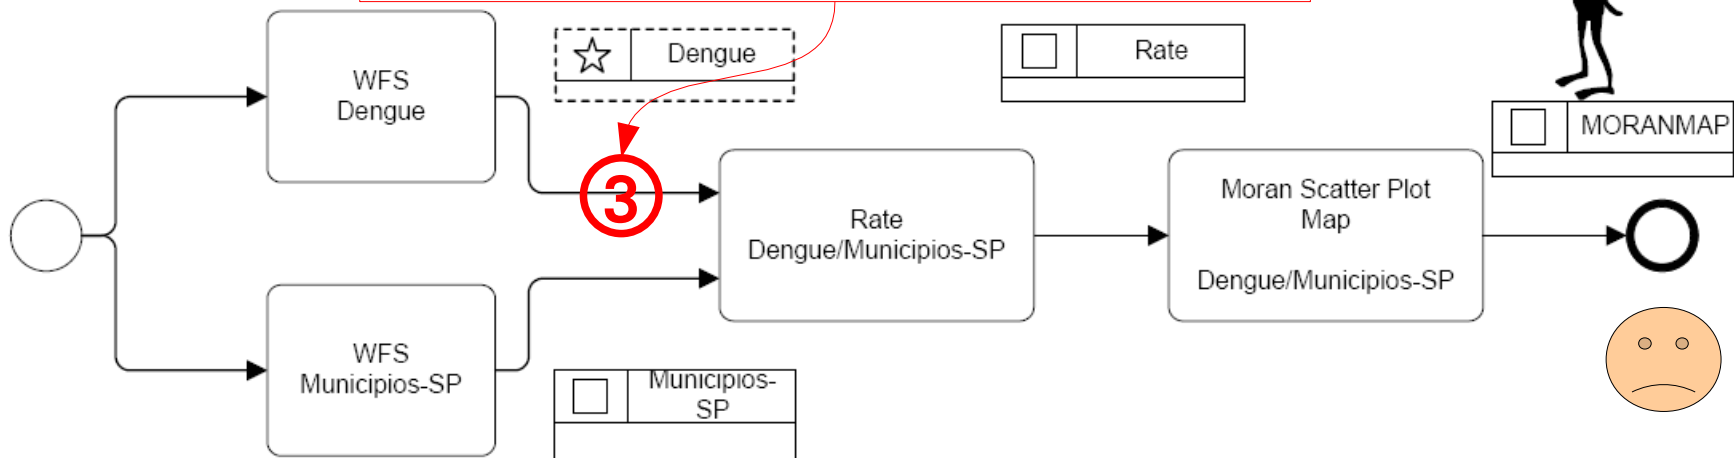 WFS
Dengue
Dengue
Rate
MORANMAP
3
Rate
Dengue/Municipios-SP
Moran Scatter Plot
Map
Dengue/Municipios-SP
WFS
Municipios-SP
Municipios-
SP